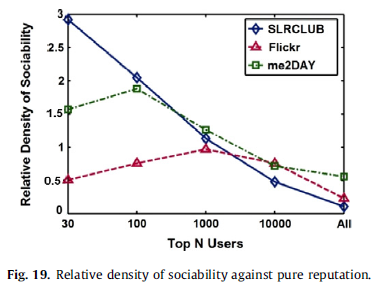 3
2.5
2
1.5
1
0.5
0
Relative Density of Sociability
SLRCLUB
Flickr
me2DAY
30 100 1000 10000 All
Top N Users
Fig. 19. Relative density of sociability against pure reputation.